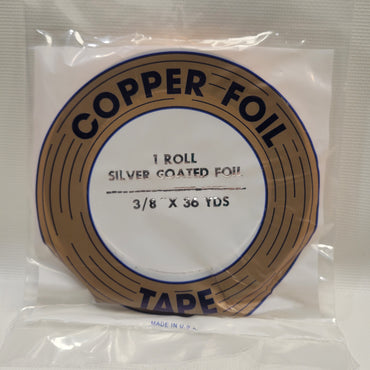 COPPER FOIL
1 ROLL
SILVER COATED FOIL
3/8 " X 36 YDS
TAPE
MADE IN U.S.A.